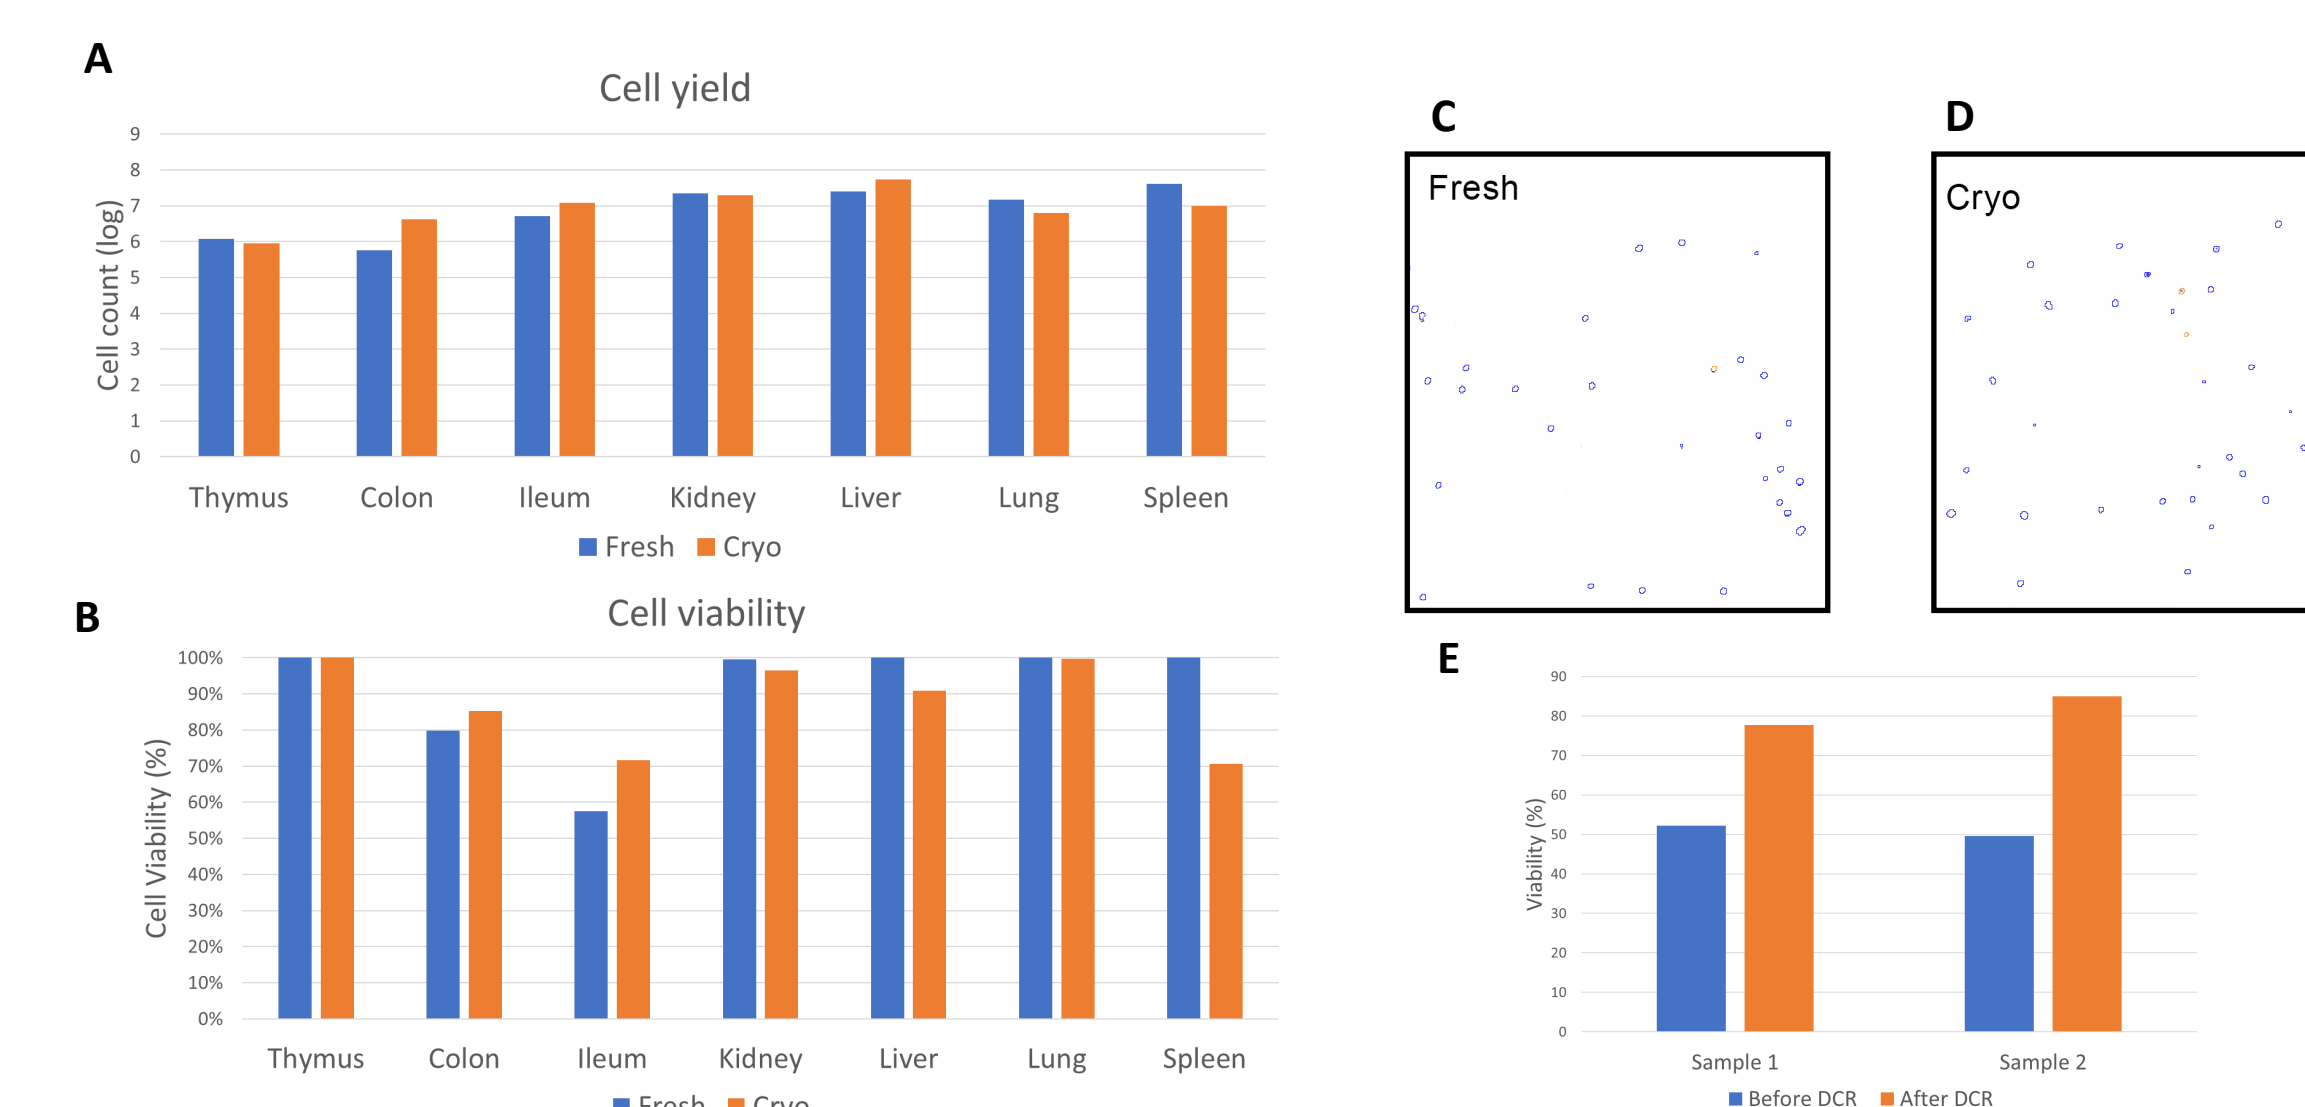 A
Cell yield
9
8
7
6
5
4
3
2
1
0
Cell count (log)
Thymus Colon Ileum Kidney Liver Lung Spleen
Fresh Cryo
B
Cell viability
100%
90%
80%
70%
60%
50%
40%
30%
20%
10%
0%
Cell Viability (%)
Thymus Colon Ileum Kidney Liver Lung Spleen
Fresh Cryo
C
Fresh
D
Cryo
E
90
80
70
60
50
40
30
20
10
0
Viability (%)
Sample 1 Sample 2
Before DCR After DCR